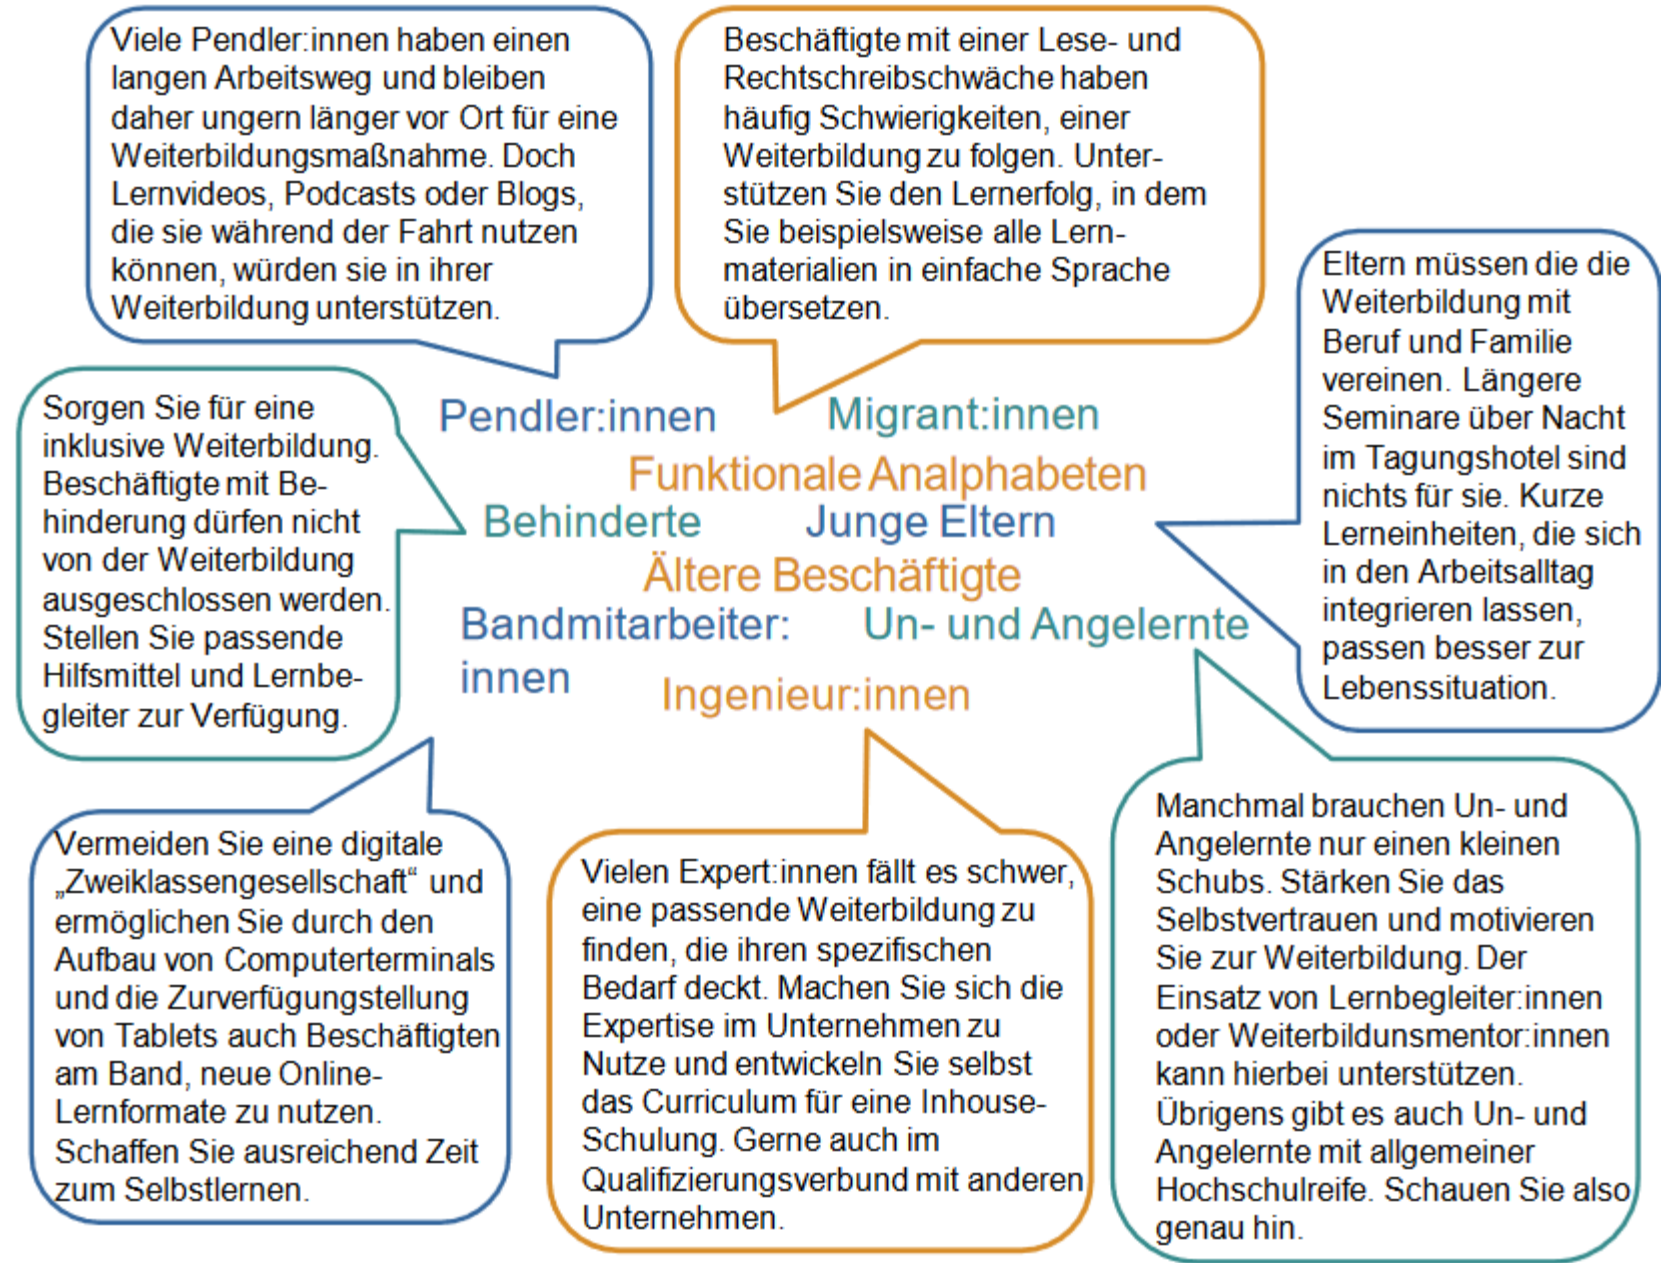 Viele Pendler:innen haben einen
langen Arbeitsweg und bleiben
daher ungern länger vor Ort für eine
Weiterbildungsmaßnahme. Doch
Lernvideos, Podcasts oder Blogs,
die sie während der Fahrt nutzen
können, würden sie in ihrer
Weiterbildung unterstützen.
Beschäftigte mit einer Lese- und
Rechtschreibschwäche haben
häufig Schwierigkeiten, einer
Weiterbildung zu folgen. Unter-
stützen Sie den Lernerfolg, in dem
Sie beispielsweise alle Lern-
materialien in einfache Sprache
übersetzen.
Eltern müssen die die
Weiterbildung mit
Beruf und Familie
vereinen. Längere
Seminare über Nacht
im Tagungshotel sind
nichts für sie. Kurze
Lerneinheiten, die sich
in den Arbeitsalltag
integrieren lassen,
passen besser zur
Lebenssituation.
Sorgen Sie für eine
inklusive Weiterbildung.
Beschäftigte mit Be-
hinderung dürfen nicht
von der Weiterbildung
ausgeschlossen werden.
Stellen Sie passende
Hilfsmittel und Lernbe-
gleiter zur Verfügung.
Pendler:innen
Migrant:innen
Funktionale Analphabeten
Behinderte
Junge Eltern
Ältere Beschäftigte
Bandmitarbeiter:
innen
Un- und Angelernte
Ingenieur:innen
Vermeiden Sie eine digitale
„Zweiklassengesellschaft“ und
ermöglichen Sie durch den
Aufbau von Computerterminals
und die Zurverfügungstellung
von Tablets auch Beschäftigten
am Band, neue Online-
Lernformate zu nutzen.
Schaffen Sie ausreichend Zeit
zum Selbstlernen.
Vielen Expert:innen fällt es schwer,
eine passende Weiterbildung zu
finden, die ihren spezifischen
Bedarf deckt. Machen Sie sich die
Expertise im Unternehmen zu
Nutze und entwickeln Sie selbst
das Curriculum für eine Inhouse-
Schulung. Gerne auch im
Qualifizierungsverbund mit anderen
Unternehmen.
Manchmal brauchen Un- und
Angelernte nur einen kleinen
Schubs. Stärken Sie das
Selbstvertrauen und motivieren
Sie zur Weiterbildung. Der
Einsatz von Lernbegleiter:innen
oder Weiterbildunsmentor:innen
kann hierbei unterstützen.
Übrigens gibt es auch Un- und
Angelernte mit allgemeiner
Hochschulreife. Schauen Sie also
genau hin.